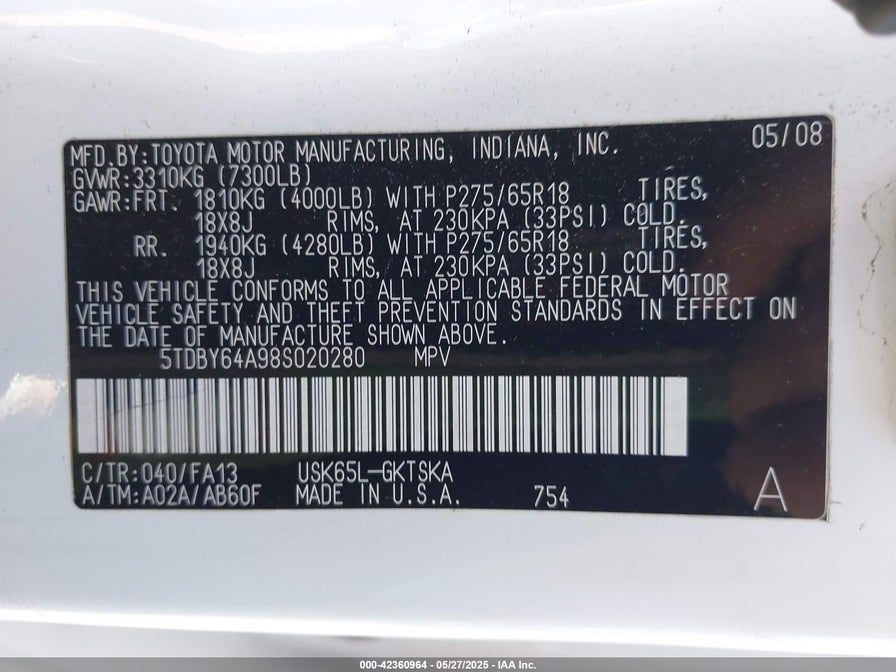 05/08
MFD.BY:TOYOTA MOTOR MANUFACTURING, INDIANA, INC.
GVWR:3310KG (7300LB)
GAWR:FRT. 1810KG (4000LB) WITH P275/65R18 TIRES,
18X8J RIMS, AT 230KPA (33PSI) COLD.
RR. 1940KG (4280LB) WITH P275/65R18 TIRES,
18X8J RIMS, AT 230KPA (33PSI) COLD.
THIS VEHICLE CONFORMS TO ALL APPLICABLE FEDERAL MOTOR
VEHICLE SAFETY AND THEFT PREVENTION STANDARDS IN EFFECT ON
THE DATE OF MANUFACTURE SHOWN ABOVE.
5TDBY64A98S020280 MPV
C/TR:040/FA13 USK65L-GKTSKA
A/TM:A02A/AB60F MADE IN U.S.A. 754 A
000-42360964 - 05/27/2025 - IAA Inc.